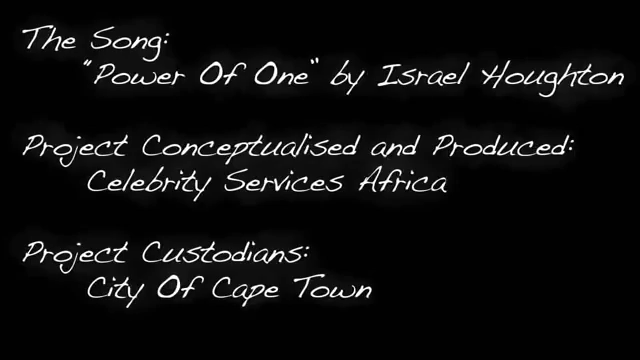 The Song:
"Power Of One" by Israel Houghton
Project Conceptualised and Produced:
Celebrity Services Africa
Project Custodians:
City Of Cape Town